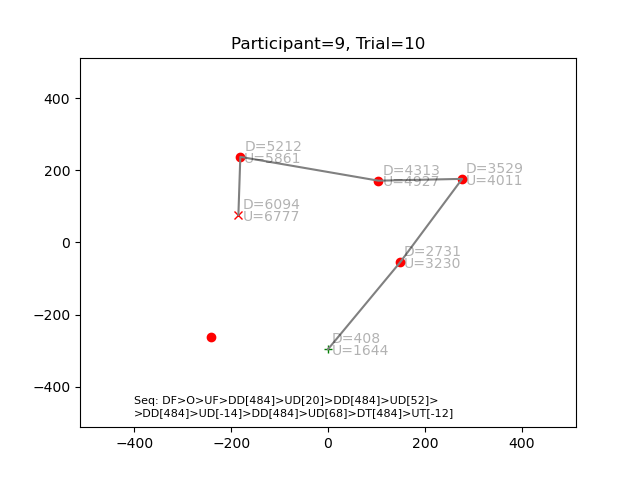 Participant=9, Trial=10
400
200
0
−200
−400
D=5212
U=5861
D=4313
U=4927
D=3529
U=4011
D=6094
U=6777
D=2731
U=3230
D=408
U=1644
Seq: DF>O>UF>DD[484]>UD[20]>DD[484]>UD[52]>
>DD[484]>UD[-14]>DD[484]>UD[68]>DT[484]>UT[-12]
−400 −200 0 200 400